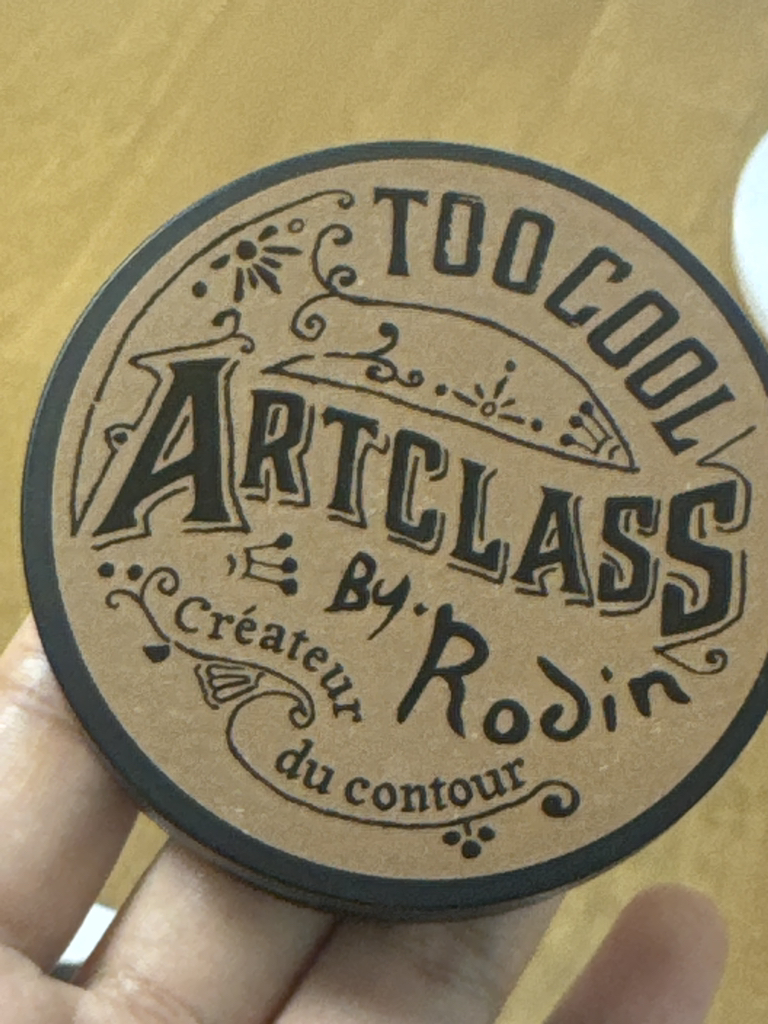 TOO COOL
ARTCLASS
BY. Rodin
Créateur
du contour